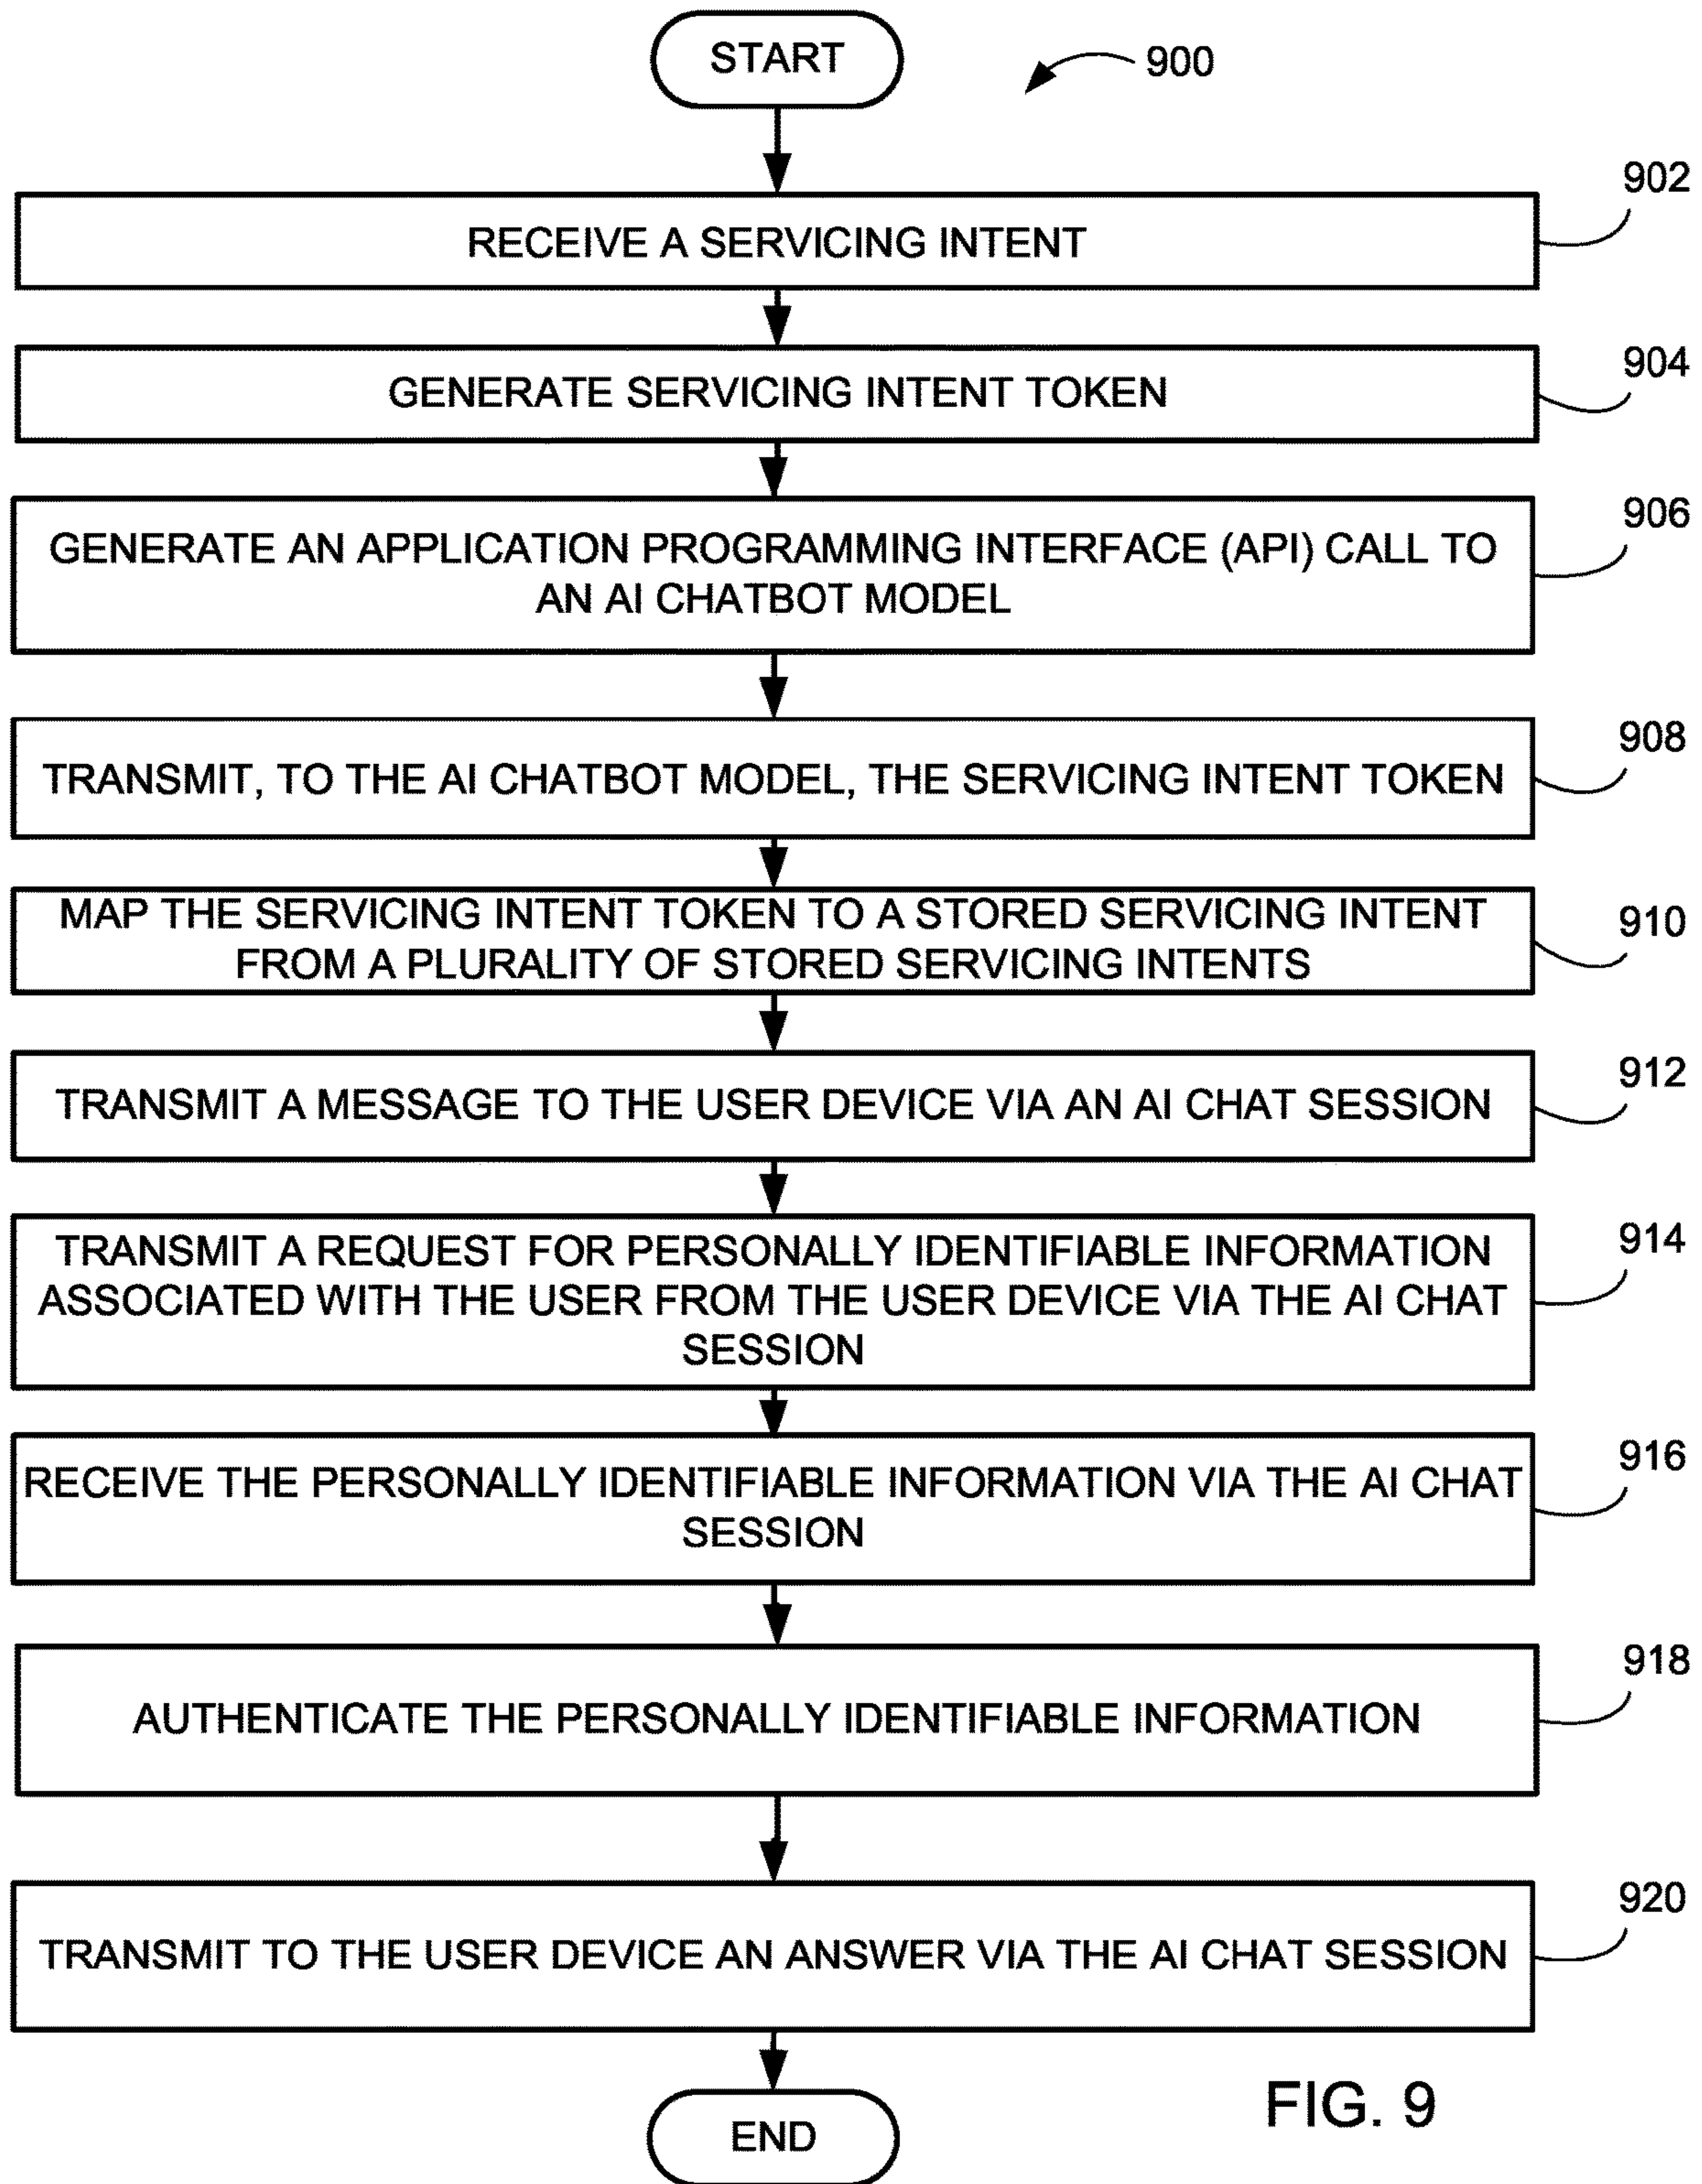 START
900
902
RECEIVE A SERVICING INTENT
904
GENERATE SERVICING INTENT TOKEN
906
GENERATE AN APPLICATION PROGRAMMING INTERFACE (API) CALL TO
AN AI CHATBOT MODEL
908
TRANSMIT, TO THE AI CHATBOT MODEL, THE SERVICING INTENT TOKEN
910
MAP THE SERVICING INTENT TOKEN TO A STORED SERVICING INTENT
FROM A PLURALITY OF STORED SERVICING INTENTS
912
TRANSMIT A MESSAGE TO THE USER DEVICE VIA AN AI CHAT SESSION
914
TRANSMIT A REQUEST FOR PERSONALLY IDENTIFIABLE INFORMATION
ASSOCIATED WITH THE USER FROM THE USER DEVICE VIA THE AI CHAT
SESSION
916
RECEIVE THE PERSONALLY IDENTIFIABLE INFORMATION VIA THE AI CHAT
SESSION
918
AUTHENTICATE THE PERSONALLY IDENTIFIABLE INFORMATION
920
TRANSMIT TO THE USER DEVICE AN ANSWER VIA THE AI CHAT SESSION
END
FIG. 9